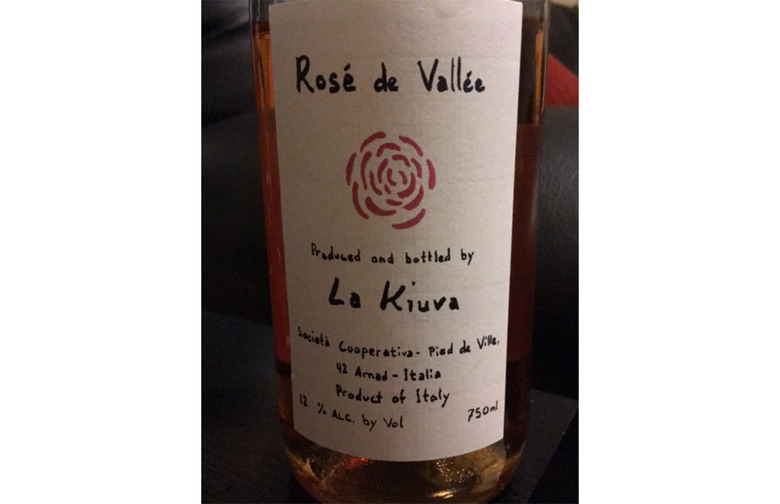 Rosé de Vallée
Produced and bottled by
La Kiuva
Società Cooperativa - Pied de Ville,
42 Arnad - Italia
Product of Italy
12 % ALC. by Vol 750ml